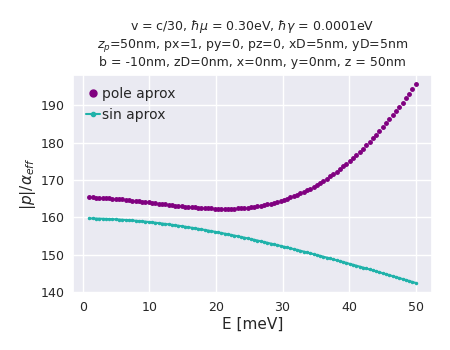 v = c/30, ħμ = 0.30eV, ħγ = 0.0001eV
zₚ=50nm, px=1, py=0, pz=0, xD=5nm, yD=5nm
b = -10nm, zD=0nm, x=0nm, y=0nm, z = 50nm
pole aprox
sin aprox
|p|/α_eff
190
180
170
160
150
140
0 10 20 30 40 50
E [meV]